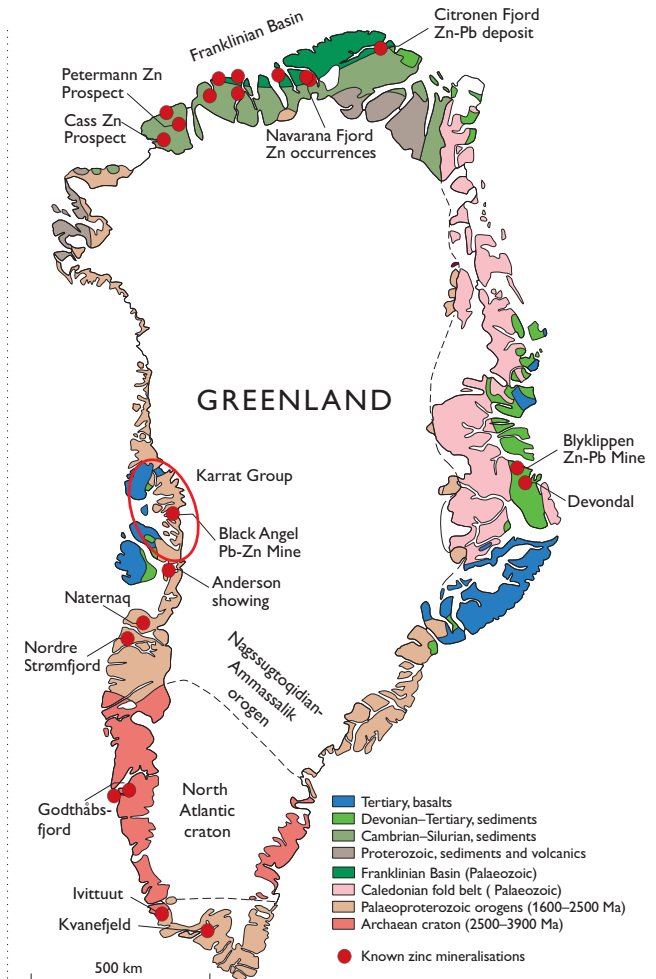 Citronen Fjord
Zn-Pb deposit
Franklinian Basin
Petermann Zn
Prospect
Cass Zn
Prospect
Navarana Fjord
Zn occurrences
GREENLAND
Karrat Group
Blyklippen
Zn-Pb Mine
Devondal
Black Angel
Pb-Zn Mine
Anderson
showing
Naternaq
Nordre
Strømfjord
Nagssugtoqidian-
Ammassalik
orogen
North
Atlantic
craton
Godthåbs-
fjord
Ivittuut
Kvanefjeld
500 km
Tertiary, basalts
Devonian–Tertiary, sediments
Cambrian–Silurian, sediments
Proterozoic, sediments and volcanics
Franklinian Basin (Palaeozoic)
Caledonian fold belt ( Palaeozoic)
Palaeoproterozoic orogens (1600–2500 Ma)
Archaean craton (2500–3900 Ma)
Known zinc mineralisations